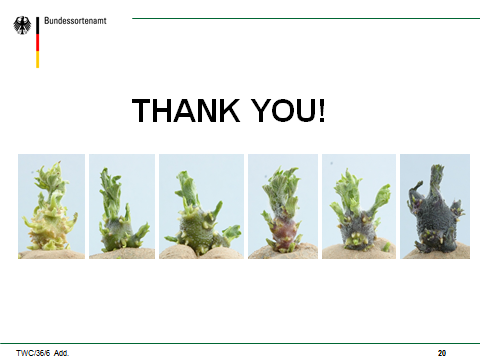 Bundessortenamt
THANK YOU!
TWC/36/6 Add.
20